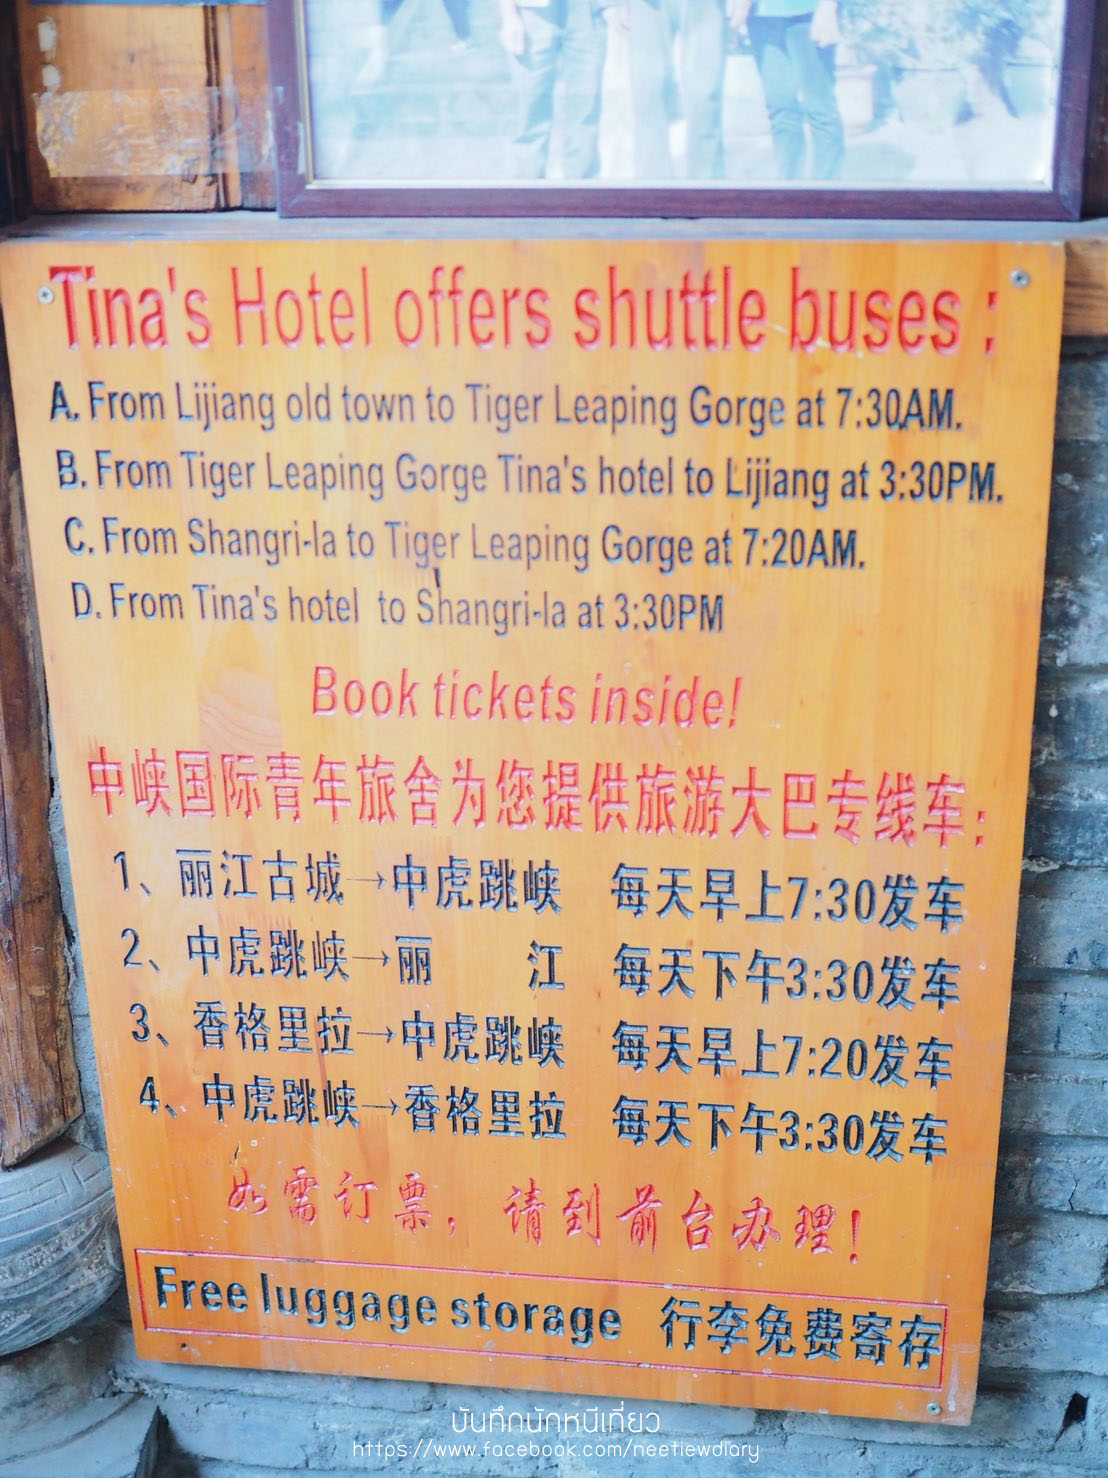 Tina's Hotel offers shuttle buses :
A. From Lijiang old town to Tiger Leaping Gorge at 7:30AM.
B. From Tiger Leaping Gorge Tina's hotel to Lijiang at 3:30PM.
C. From Shangri-la to Tiger Leaping Gorge at 7:20AM.
D. From Tina's hotel to Shangri-la at 3:30PM
Book tickets inside!
中峡国际青年旅舍为您提供旅游大巴专线车:
1、丽江古城→中虎跳峡 每天早上7:30发车
2、中虎跳峡→丽 江 每天下午3:30发车
3、香格里拉→中虎跳峡 每天早上7:20发车
4、中虎跳峡→香格里拉 每天下午3:30发车
如需订票，请到前台办理！
Free luggage storage 行李免费寄存
บันทึกนักหนีเที่ยว
https://www.facebook.com/neetiewdiary